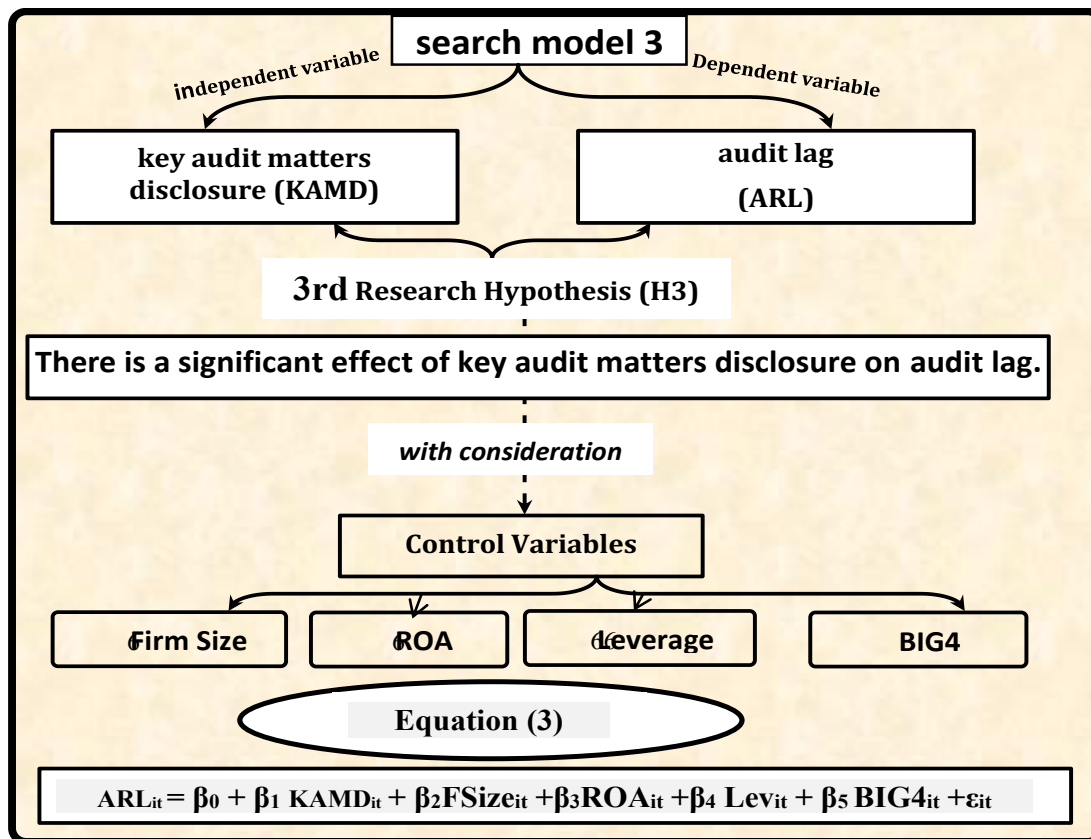 search model 3
independent variable
Dependent variable
key audit matters
disclosure (KAMD)
audit lag
(ARL)
3rd Research Hypothesis (H3)
There is a significant effect of key audit matters disclosure on audit lag.
with consideration
Control Variables
Firm Size
ROA
Leverage
BIG4
Equation (3)
ARLit = β0 + β1 KAMDit + β2FSizeit +β3ROAit +β4 Levit + β5 BIG4it +εit